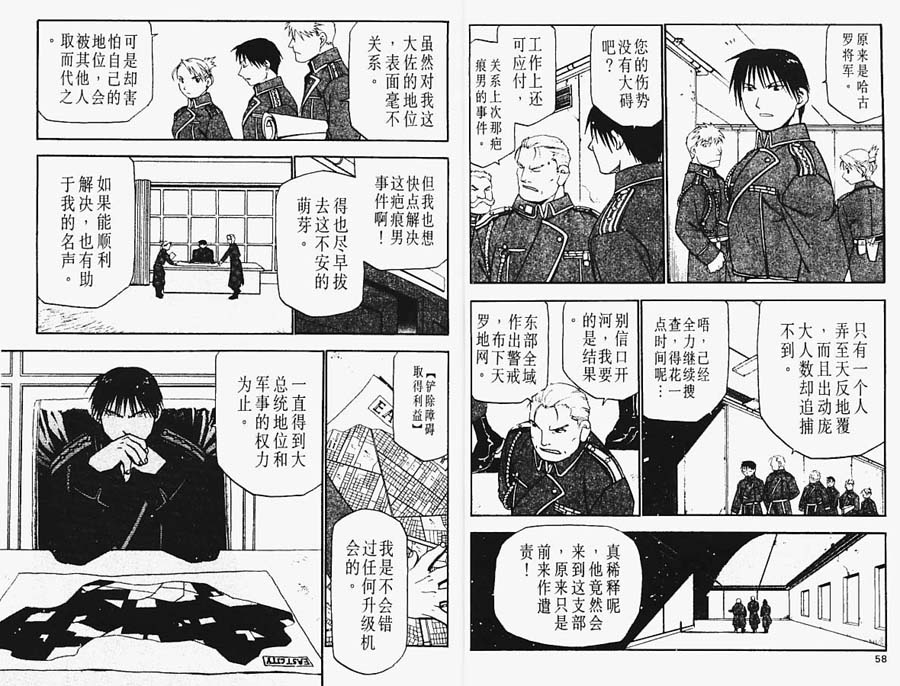 原来是哈古
罗将军。
您的伤势
没有大碍
吧?
工作上还
可应付,
关系上次那疤
痕男的事件。
只有一个人
弄至天反地覆
,而且出动庞
大人数却追捕
不到。
唔,己经
全力继续搜
查,得花一
点时间呢…
别信口开
河,我要
的是结果
。
东部全域
作出警戒
,布下天
罗地网。
真稀释呢
,他竟然会
来到这支部
,原来只是
前来作遣
责!
58
虽然对我这
大佐的地位
,表面毫不
关系。
可是却害
怕自己的
地位,会
被其他人
取而代之
。
但我也想
快点解决
这疤痕男
事件啊!
得也尽早拔
去这不安的
萌芽。
如果能顺利
解决,也有助
于我的名声。
【铲除障碍
取得利益】
EA
我是不会错
过任何升级机
会的。
一直得到大
总统地位和
军事的权力
为止。
EAST CITY